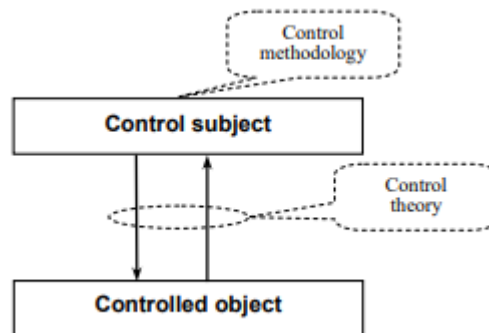 Control
methodology
Control subject
Control
theory
Controlled object